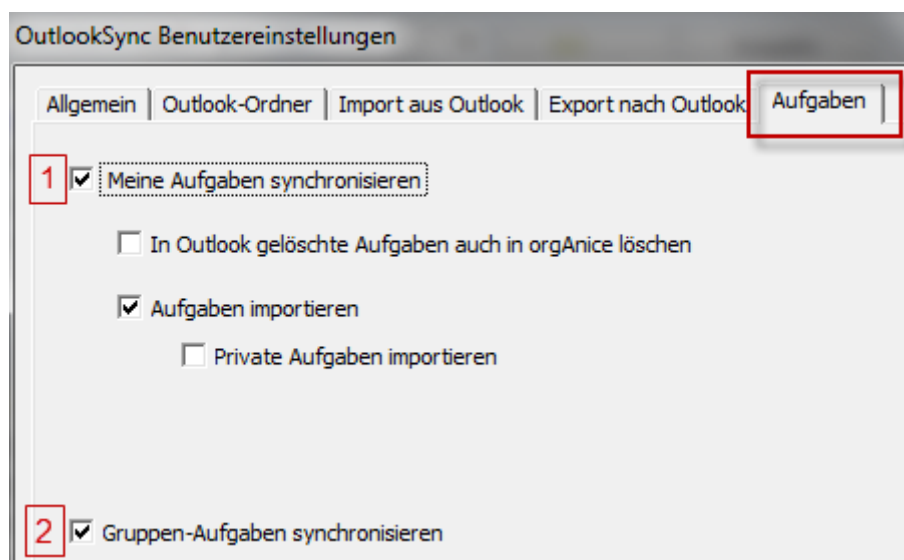 OutlookSync Benutzereinstellungen
Allgemein Outlook-Ordner Import aus Outlook Export nach Outlook Aufgaben
1 Meine Aufgaben synchronisieren
In Outlook gelöschte Aufgaben auch in orgAnice löschen
Aufgaben importieren
Private Aufgaben importieren
2 Gruppen-Aufgaben synchronisieren